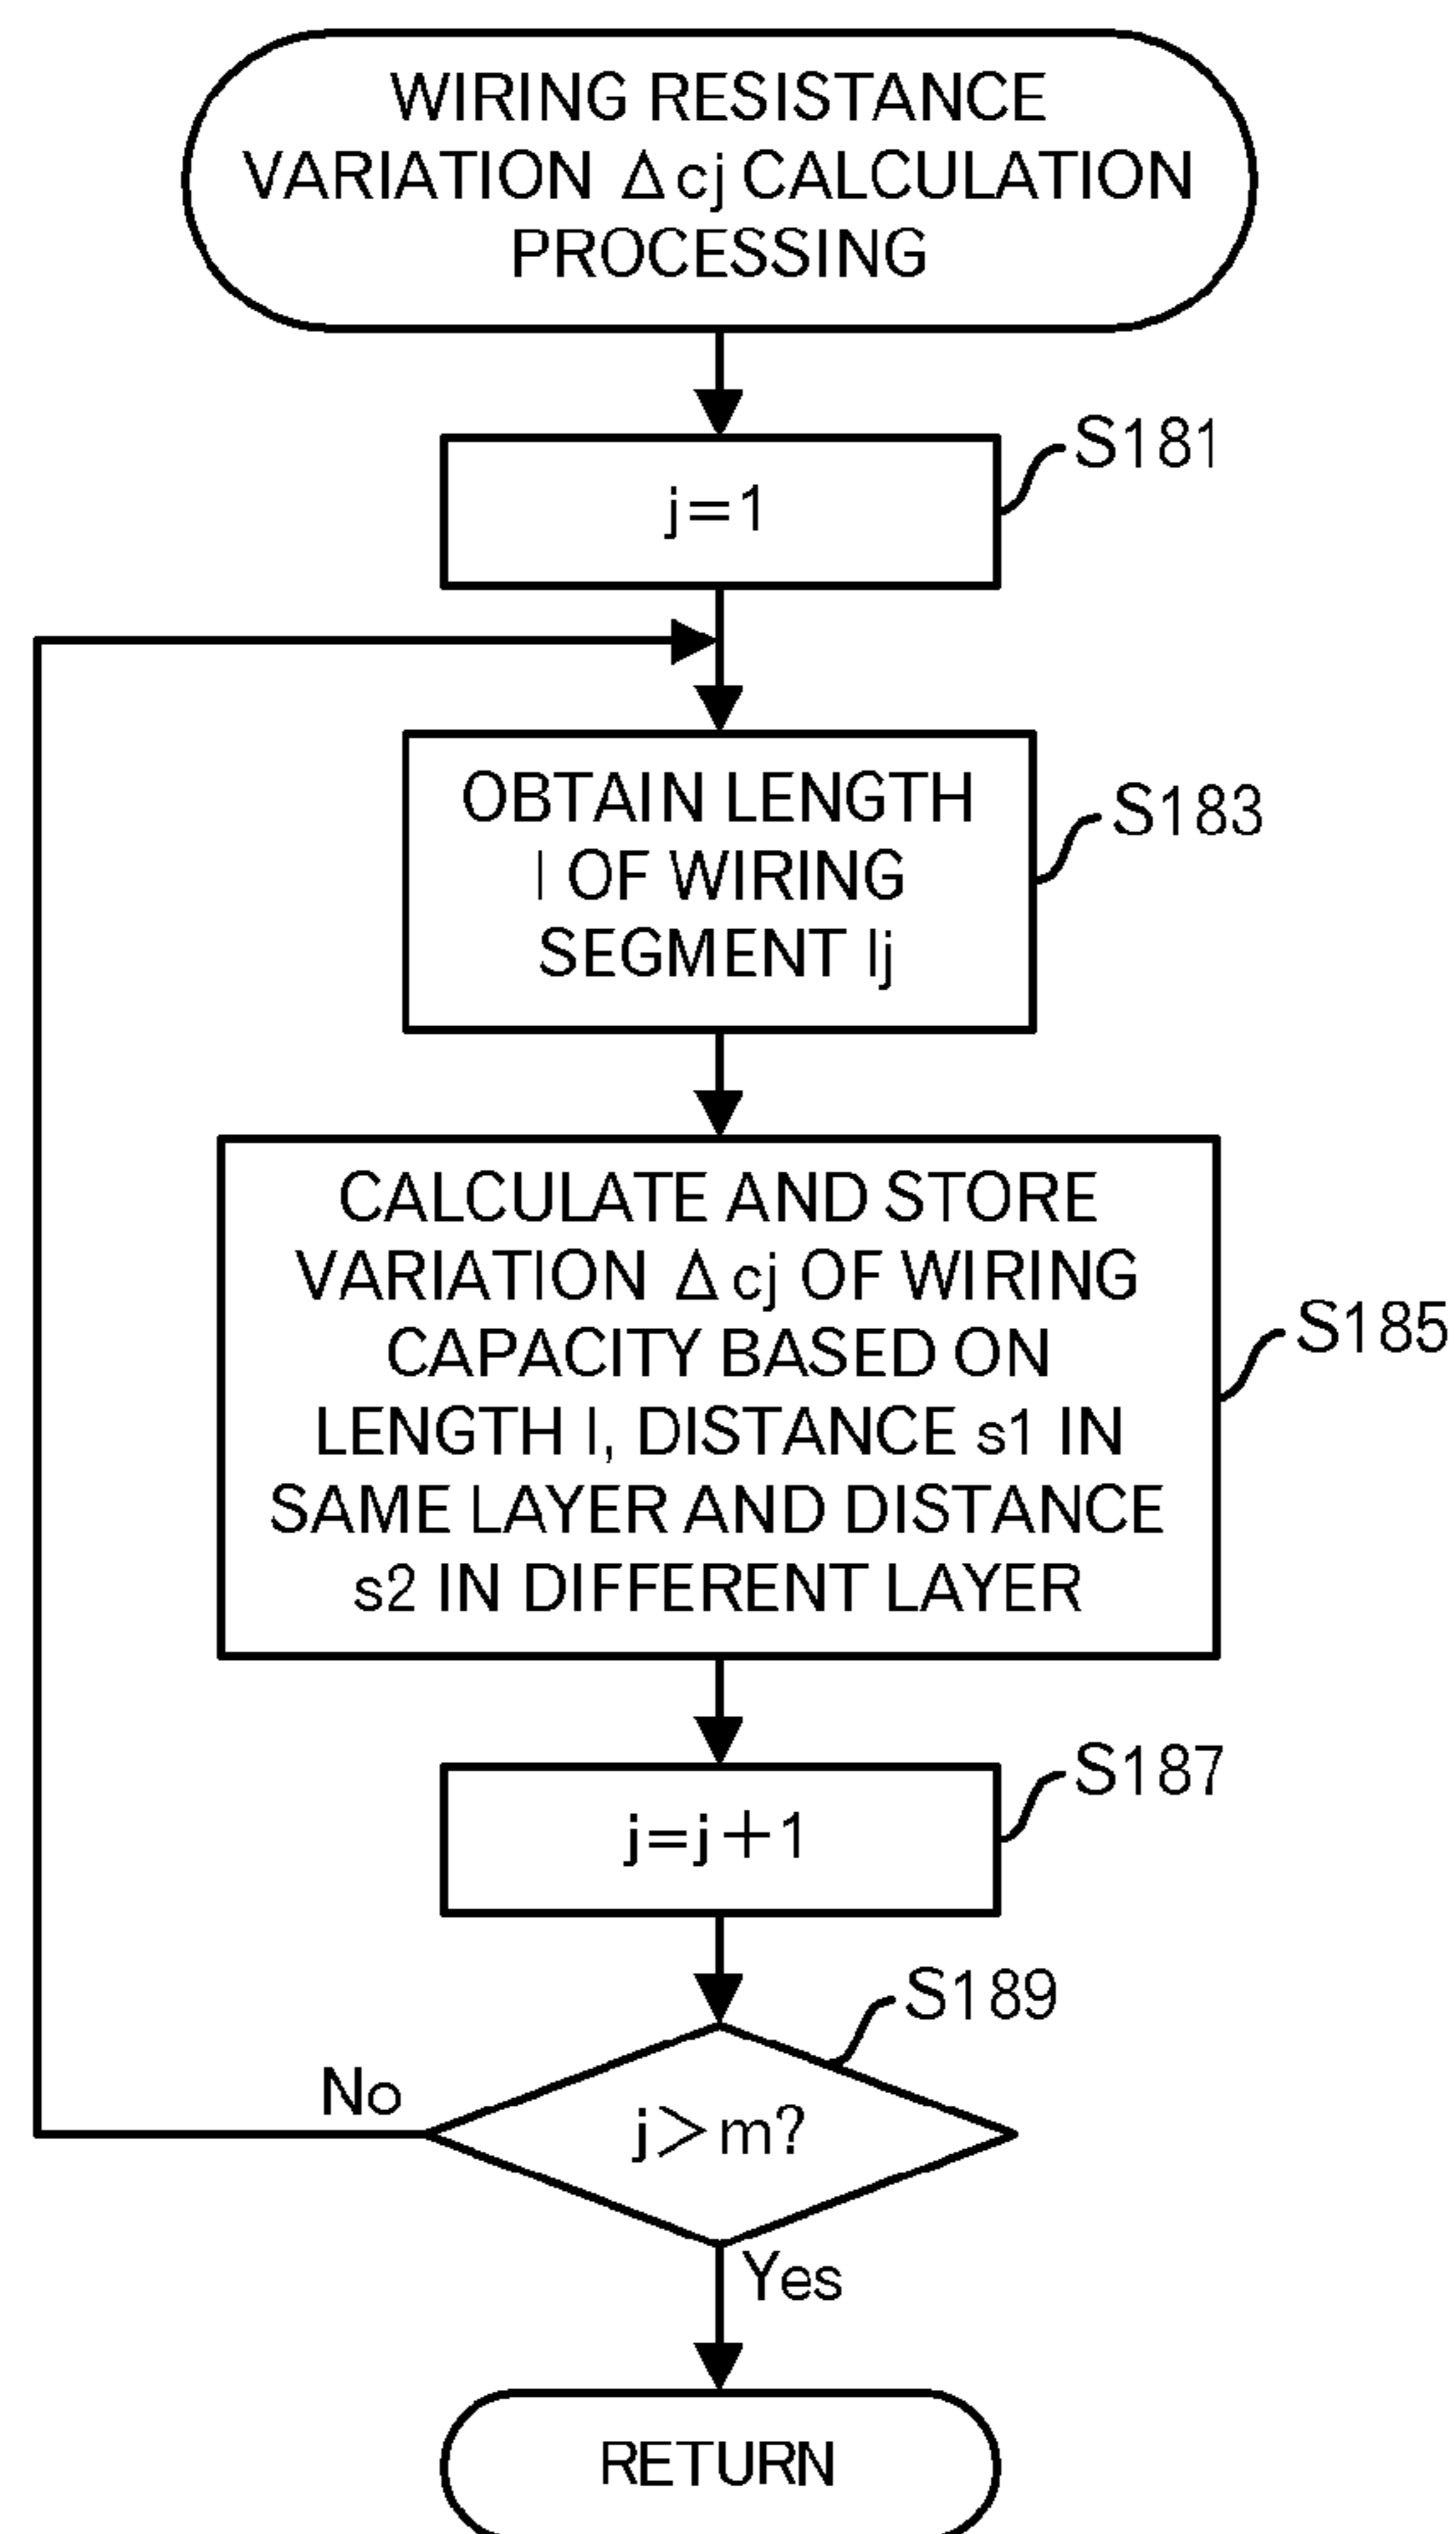 WIRING RESISTANCE
VARIATION Δcj CALCULATION
PROCESSING
S181
j=1
OBTAIN LENGTH
l OF WIRING
SEGMENT lj
S183
CALCULATE AND STORE
VARIATION Δcj OF WIRING
CAPACITY BASED ON
LENGTH l, DISTANCE s1 IN
SAME LAYER AND DISTANCE
s2 IN DIFFERENT LAYER
S185
S187
j=j+1
S189
No
j>m?
Yes
RETURN